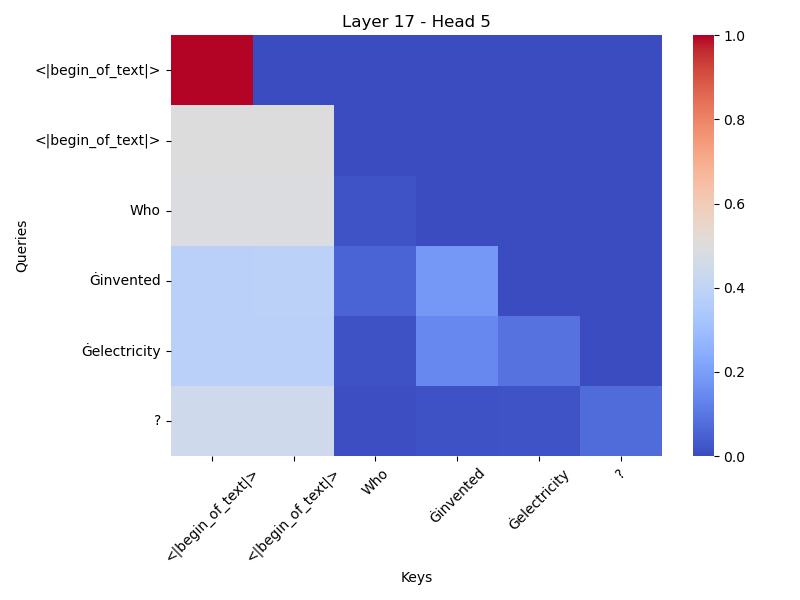 Layer 17 - Head 5
<|begin_of_text|>
<|begin_of_text|>
Who
Ġinvented
Ġelectricity
?
Queries
<|begin_of_text|>
<|begin_of_text|>
Who
Ġinvented
Ġelectricity
?
Keys
1.0
0.8
0.6
0.4
0.2
0.0